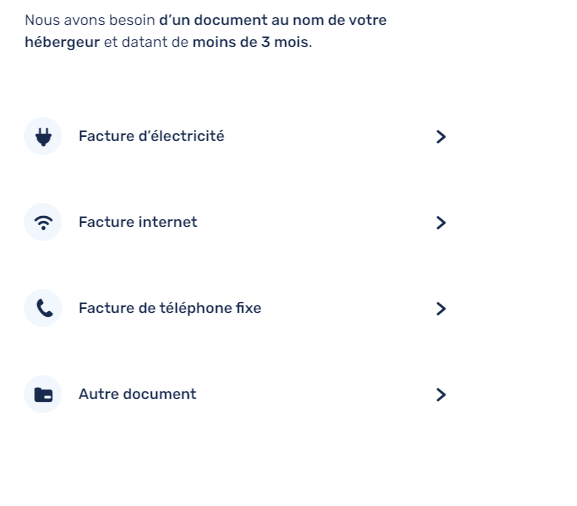 Nous avons besoin d’un document au nom de votre
hébergeur et datant de moins de 3 mois.
Facture d’électricité
Facture internet
Facture de téléphone fixe
Autre document